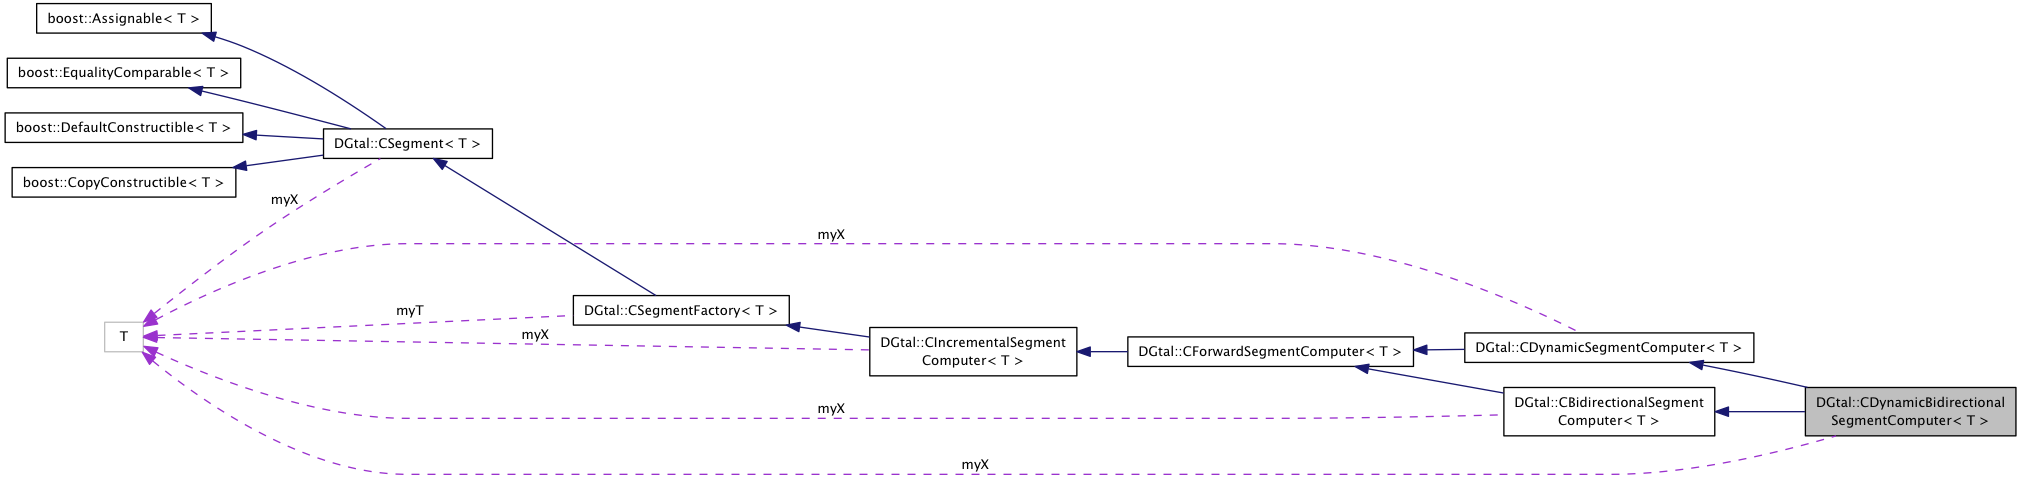 boost::Assignable< T >
boost::EqualityComparable< T >
boost::DefaultConstructible< T >
boost::CopyConstructible< T >
DGtal::CSegment< T >
myX
myX
myT
myX
T
DGtal::CSegmentFactory< T >
DGtal::CIncrementalSegment
Computer< T >
DGtal::CForwardSegmentComputer< T >
DGtal::CDynamicSegmentComputer< T >
DGtal::CBidirectionalSegment
Computer< T >
DGtal::CDynamicBidirectional
SegmentComputer< T >
myX
myX